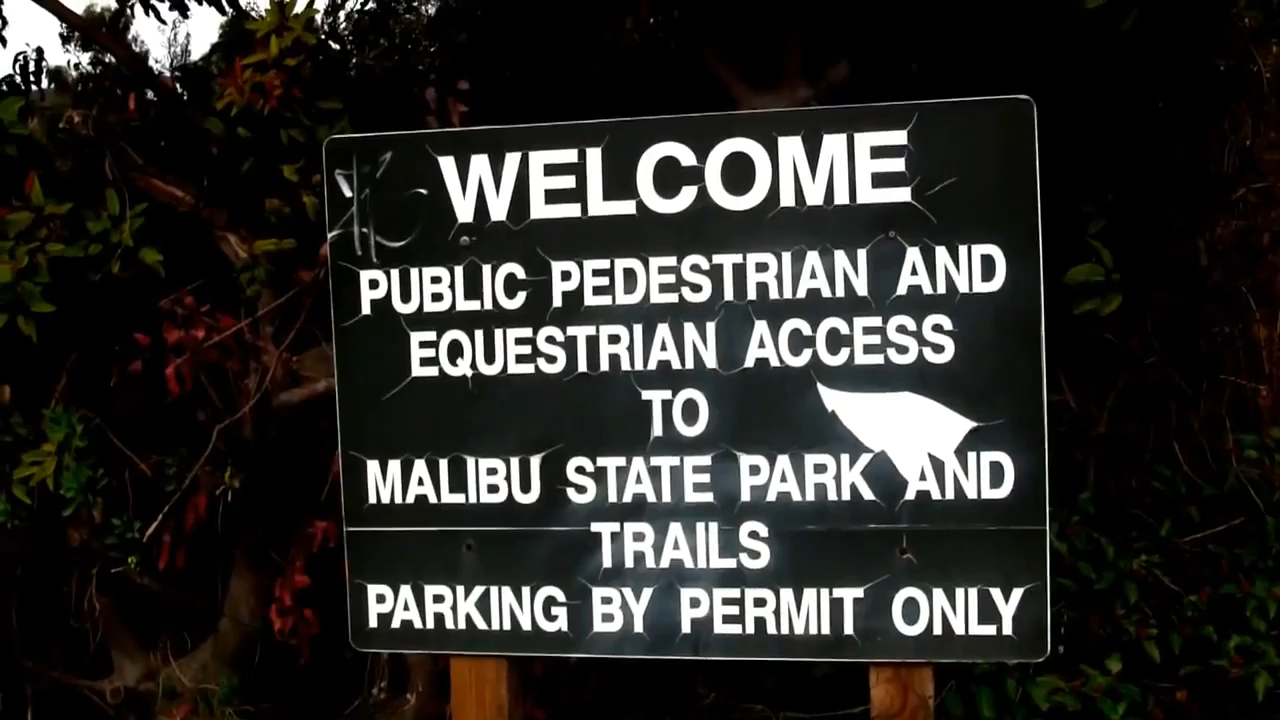 WELCOME
PUBLIC PEDESTRIAN AND
EQUESTRIAN ACCESS
TO
MALIBU STATE PARK AND
TRAILS
PARKING BY PERMIT ONLY